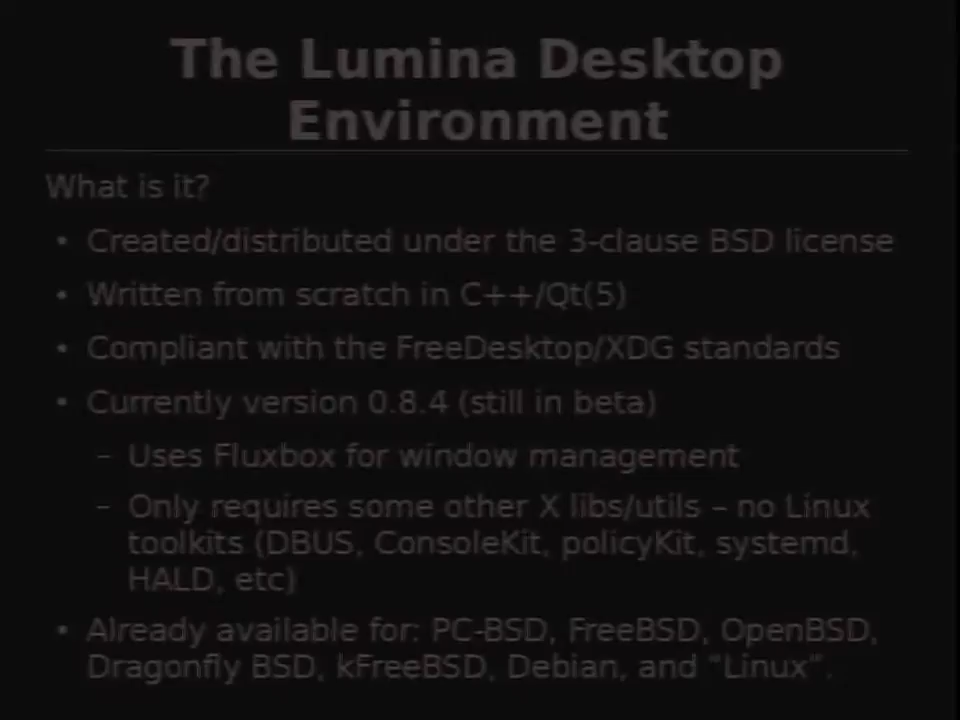 The Lumina Desktop
Environment
What is it?
• Created/distributed under the 3-clause BSD license
• Written from scratch in C++/Qt(5)
• Compliant with the FreeDesktop/XDG standards
• Currently version 0.8.4 (still in beta)
– Uses Fluxbox for window management
– Only requires some other X libs/utils – no Linux
toolkits (DBUS, ConsoleKit, policyKit, systemd,
HALD, etc)
• Already available for: PC-BSD, FreeBSD, OpenBSD,
Dragonfly BSD, kFreeBSD, Debian, and “Linux”.